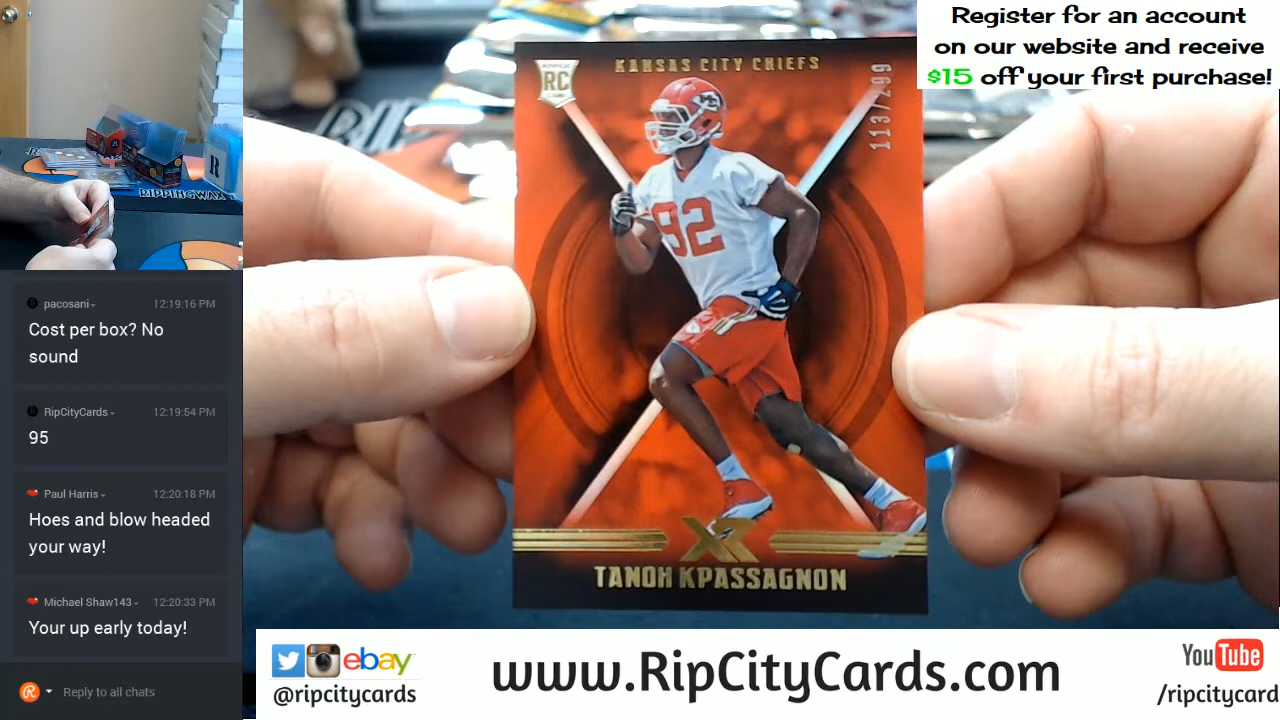 Register for an account
on our website and receive
$15 off your first purchase!
RC
KANSAS CITY CHIEFS
113/299
92
XR
TANOH KPASSAGNON
RIPPINGWAX
R
pacosani
12:19:16 PM
Cost per box? No
sound
RipCityCards
12:19:54 PM
95
Paul Harris
12:20:18 PM
Hoes and blow headed
your way!
Michael Shaw143
12:20:33 PM
Your up early today!
Reply to all chats
ebay
@ripcitycards
www.RipCityCards.com
YouTube
/ripcitycard